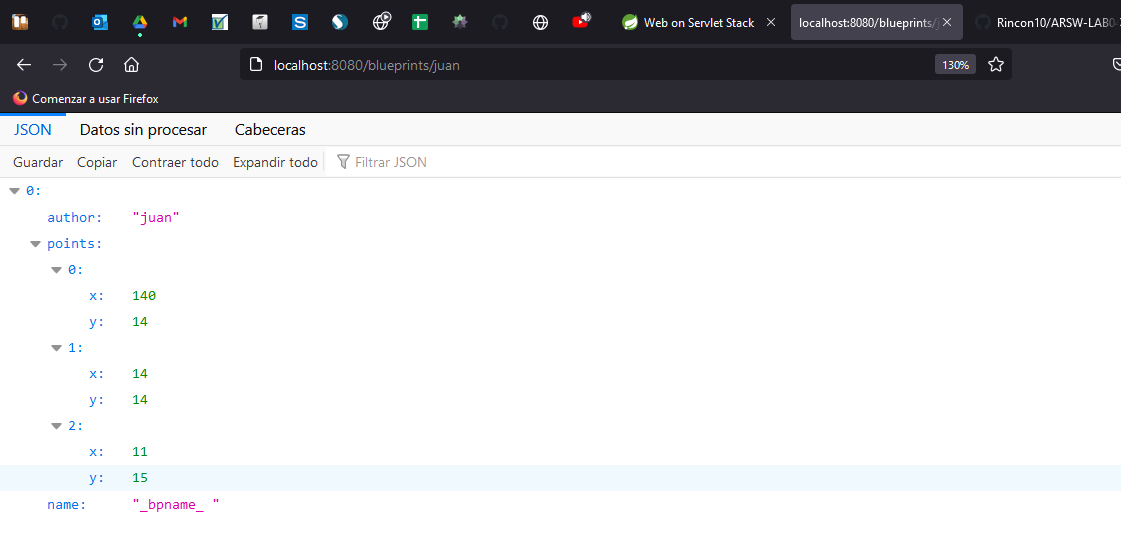 Web on Servlet Stack
localhost:8080/blueprints/j
Rincon10/ARSW-LAB0
localhost:8080/blueprints/juan
130%
Comenzar a usar Firefox
JSON
Datos sin procesar
Cabeceras
Guardar
Copiar
Contraer todo
Expandir todo
Filtrar JSON
0:
author: "juan"
points:
0:
x: 140
y: 14
1:
x: 14
y: 14
2:
x: 11
y: 15
name: "_bpname_ "